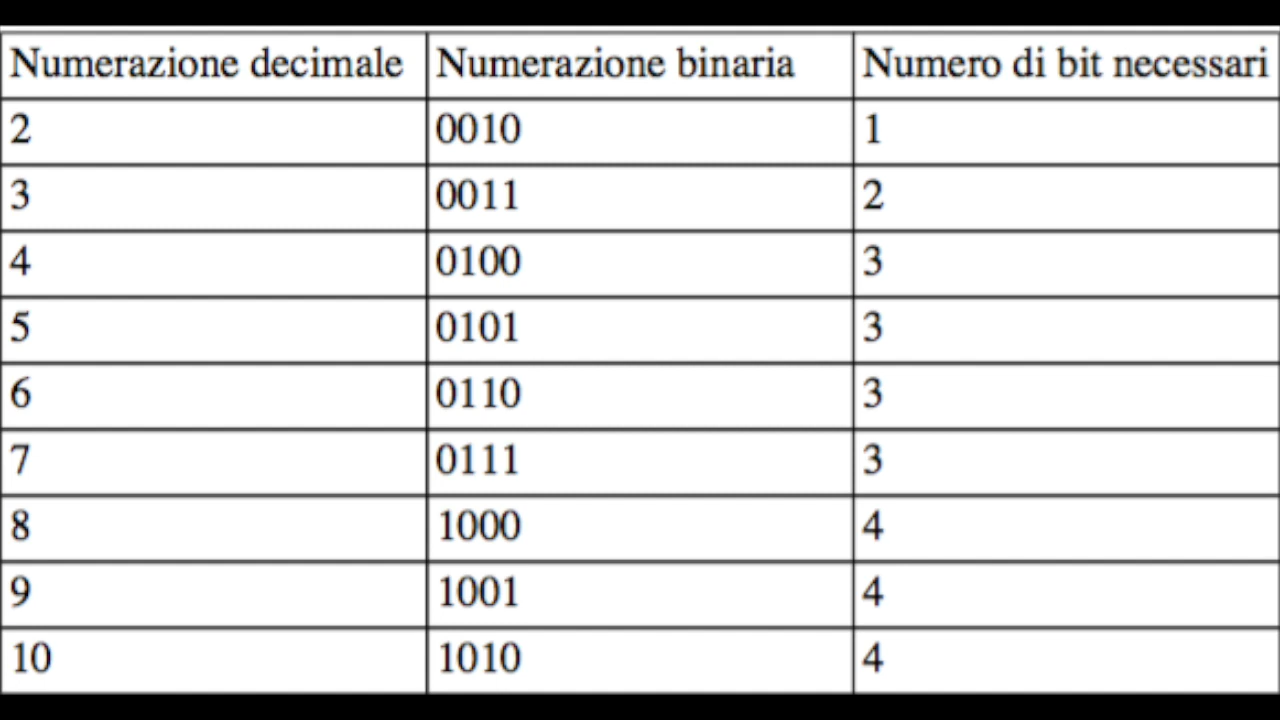 Numerazione decimale Numerazione binaria Numero di bit necessari
2 0010 1
3 0011 2
4 0100 3
5 0101 3
6 0110 3
7 0111 3
8 1000 4
9 1001 4
10 1010 4